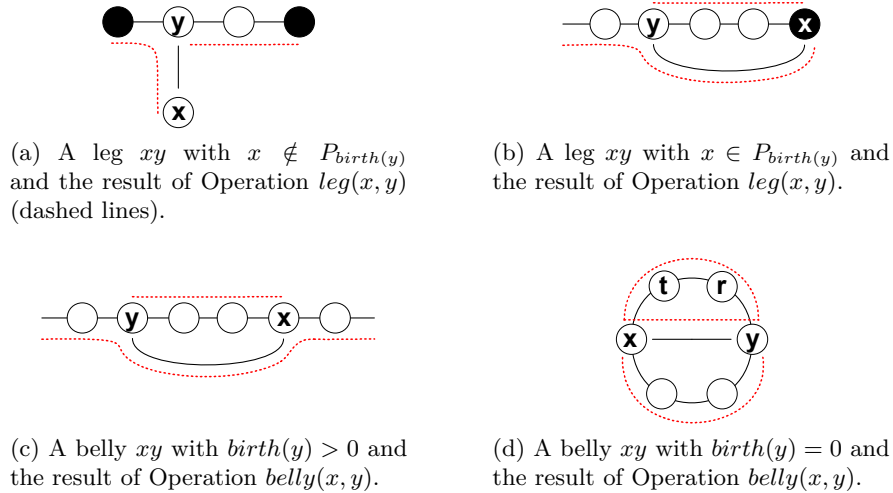 y
x
(a) A leg xy with x ∉ P_{birth(y)}
and the result of Operation leg(x, y)
(dashed lines).
y x
(b) A leg xy with x ∈ P_{birth(y)} and
the result of Operation leg(x, y).
y x
(c) A belly xy with birth(y) > 0 and
the result of Operation belly(x, y).
t r
x y
(d) A belly xy with birth(y) = 0 and
the result of Operation belly(x, y).